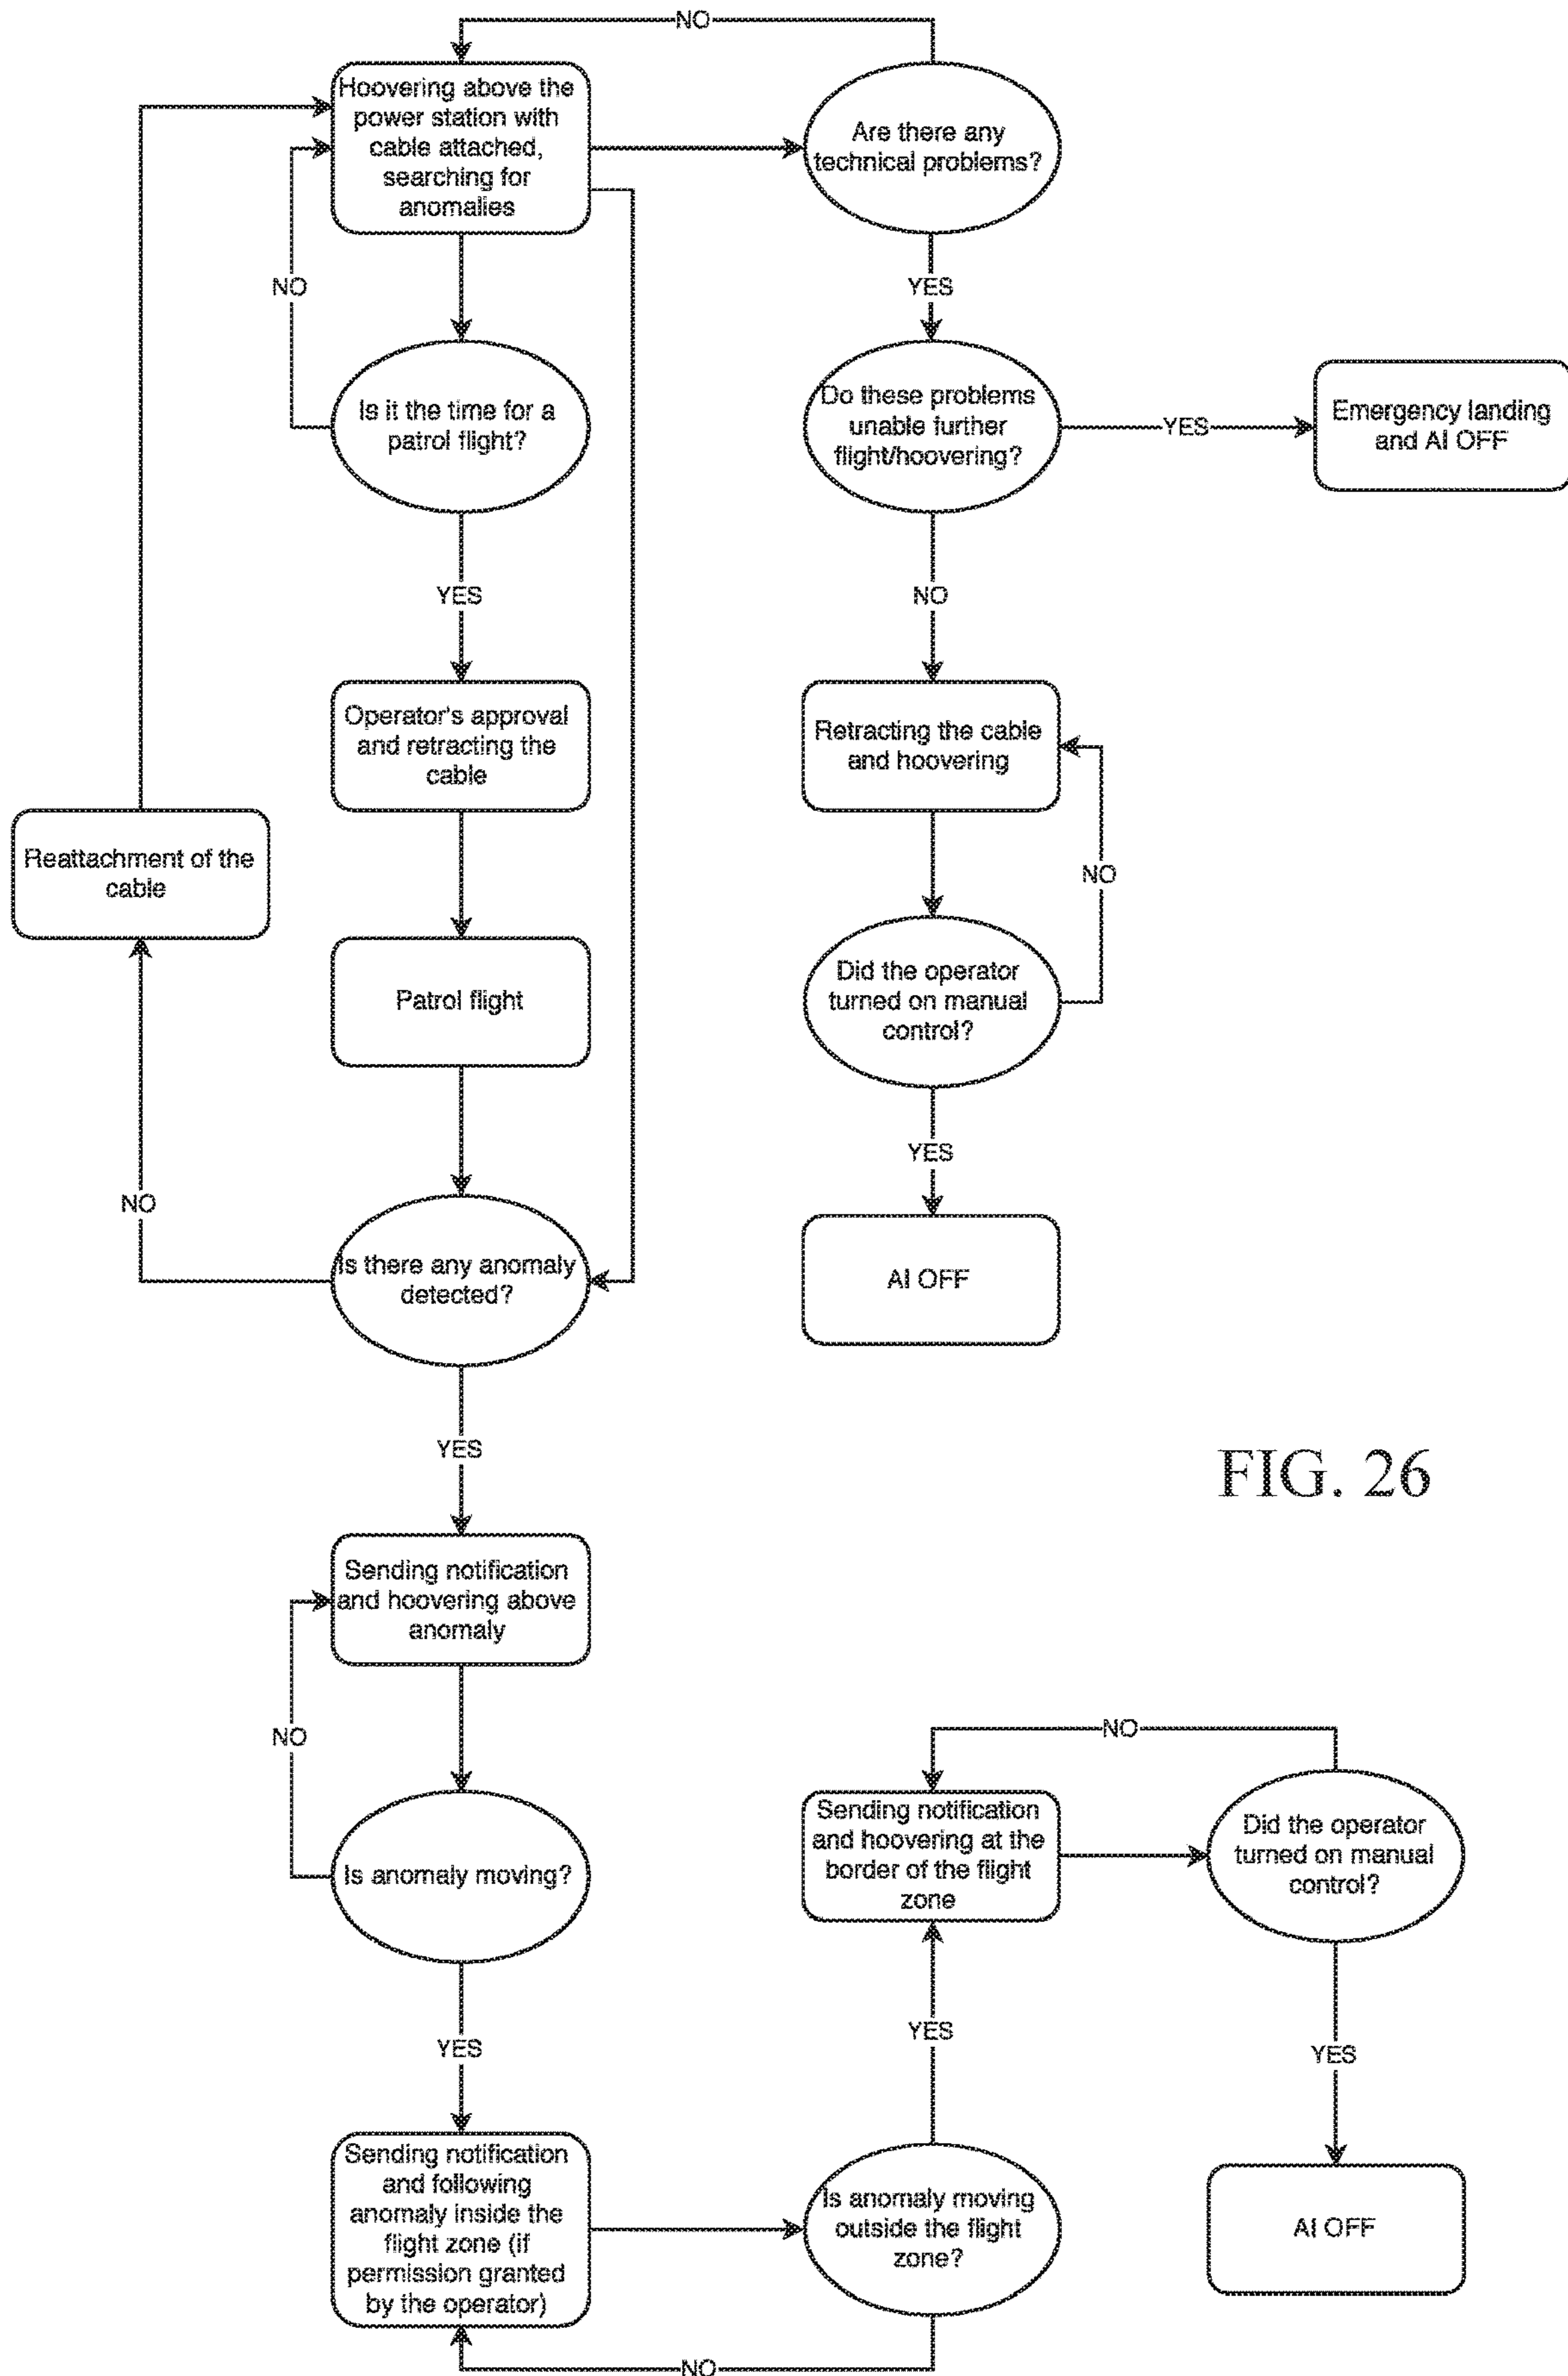 NO
Hoovering above the
power station with
cable attached,
searching for
anomalies
Are there any
technical problems?
NO
YES
Is it the time for a
patrol flight?
Do these problems
unable further
flight/hoovering?
YES
Emergency landing
and AI OFF
YES
NO
Operator's approval
and retracting the
cable
Retracting the cable
and hoovering
Reattachment of the
cable
NO
Patrol flight
Did the operator
turned on manual
control?
YES
NO
Is there any anomaly
detected?
AI OFF
YES
FIG. 26
Sending notification
and hoovering above
anomaly
NO
NO
Sending notification
and hoovering at the
border of the flight
zone
Did the operator
turned on manual
control?
Is anomaly moving?
YES
YES
YES
Sending notification
and following
anomaly inside the
flight zone (if
permission granted
by the operator)
Is anomaly moving
outside the flight
zone?
AI OFF
NO